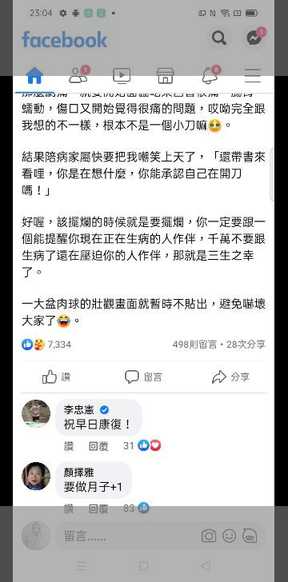 23:04
facebook
蠕動，傷口又開始覺得很痛的問題，哎呦完全跟
我想的不一樣，根本不是一個小刀嘛🥹。
結果陪病家屬快要把我嘲笑上天了，「還帶書來
看哩，你是在想什麼，你能承認自己在開刀
嗎！」
好喔，該擺爛的時候就是要擺爛，你一定要跟一
個能提醒你現在正在生病的人作伴，千萬不要跟
生病了還在壓迫你的人作伴，那就是三生之幸
了。
一大盆肉球的壯觀畫面就暫時不貼出，避免嚇壞
大家了😂。
7,334
498則留言・28次分享
讚 留言 分享
李忠憲
祝早日康復！
讚 回覆 31
顏擇雅
要做月子+1
讚 回覆 83
留言......